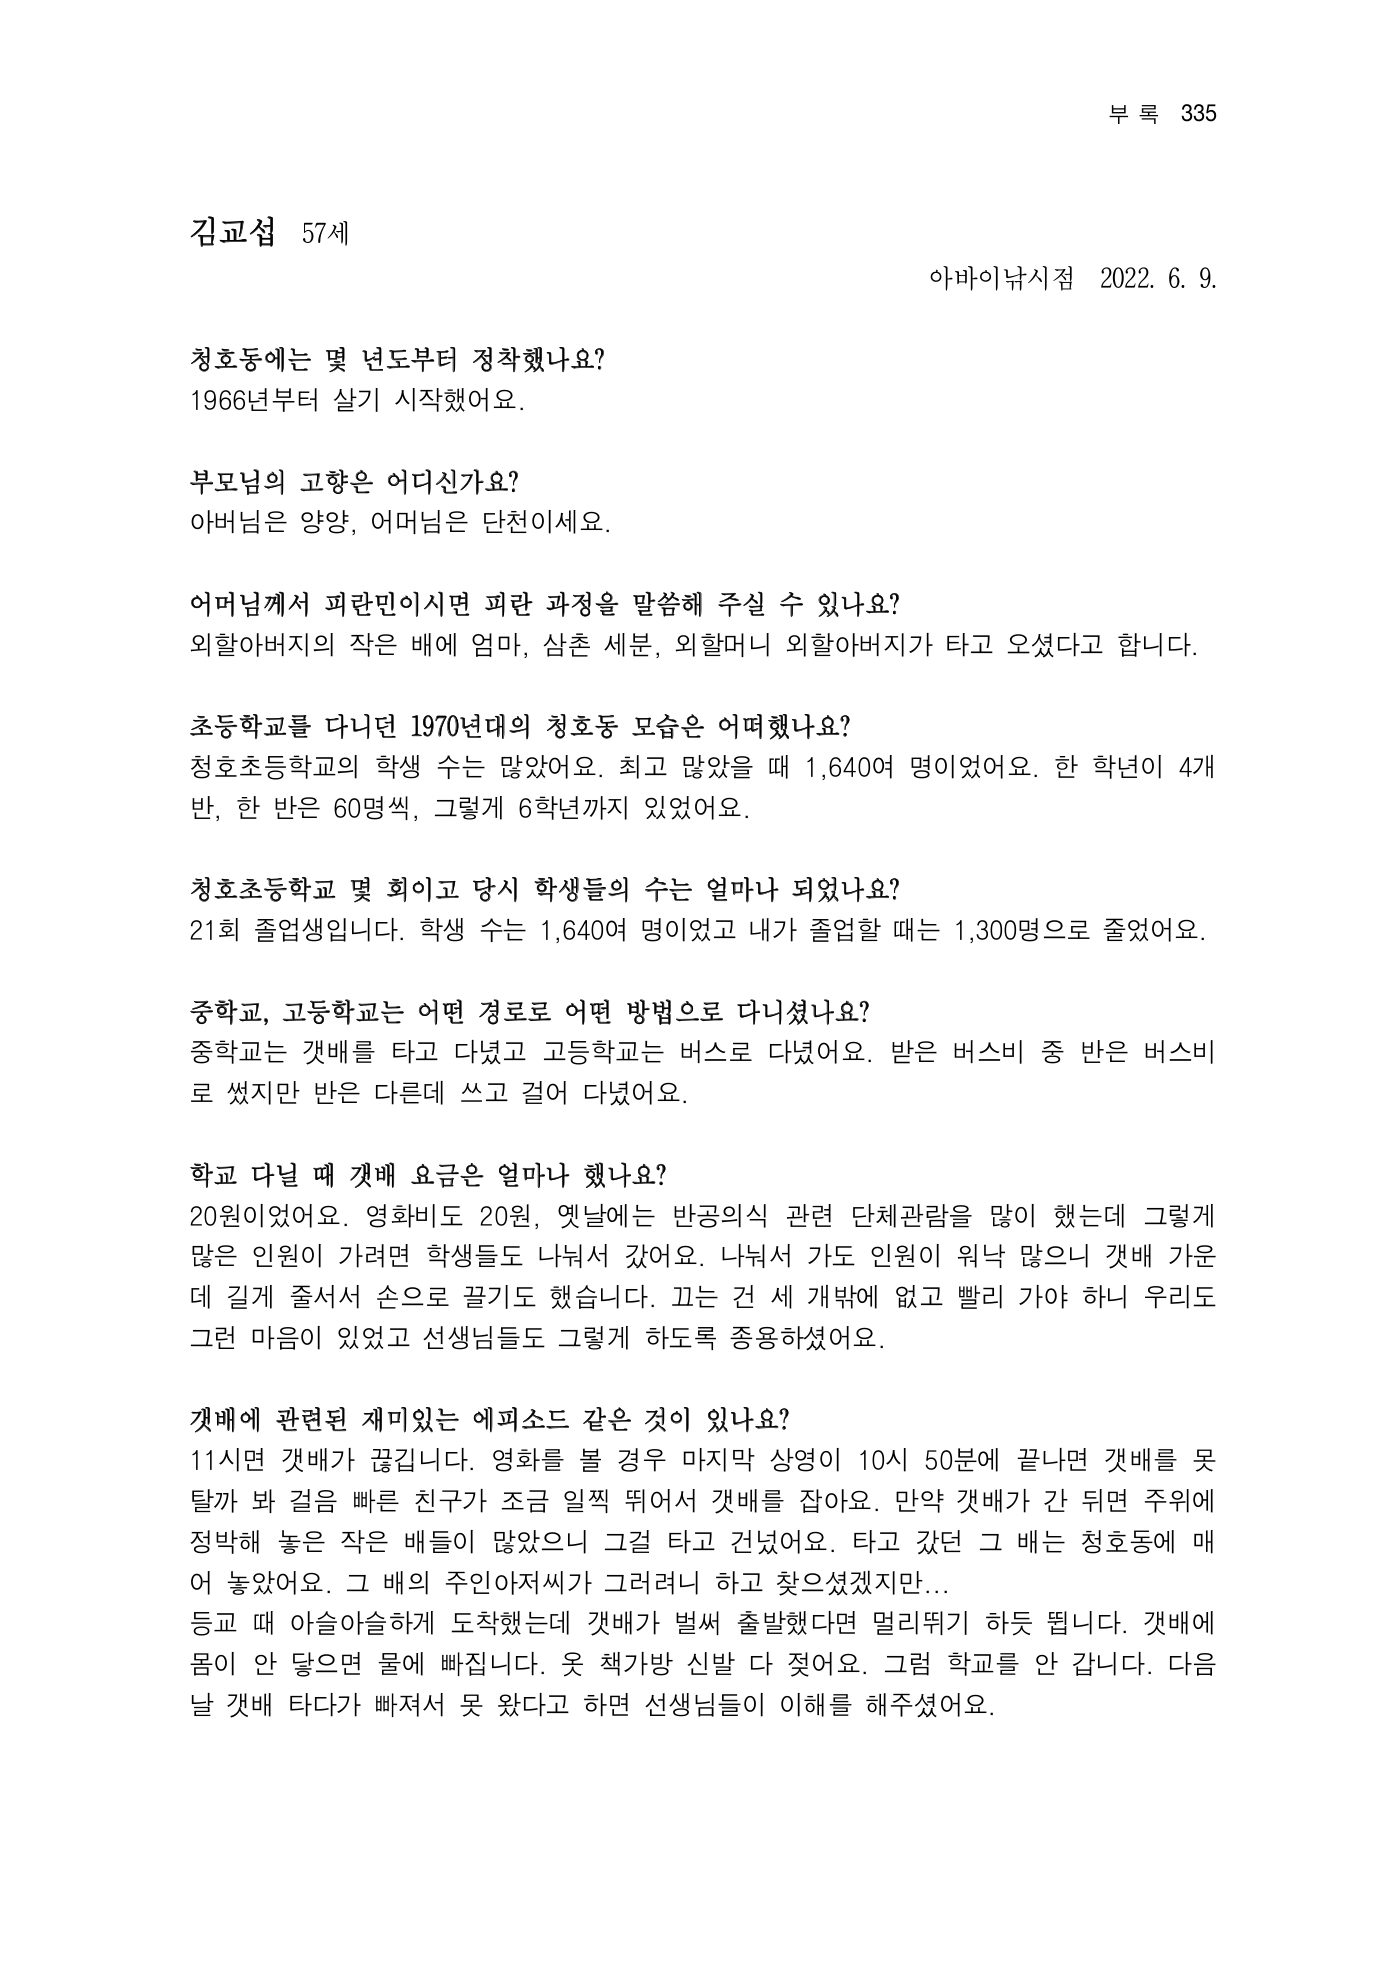 부 록 335
김교섭 57세
아바이낚시점 2022. 6. 9.
청호동에는 몇 년도부터 정착했나요?
1966년부터 살기 시작했어요.
부모님의 고향은 어디신가요?
아버님은 양양, 어머님은 단천이세요.
어머님께서 피란민이시면 피란 과정을 말씀해 주실 수 있나요?
외할아버지의 작은 배에 엄마, 삼촌 세분, 외할머니 외할아버지가 타고 오셨다고 합니다.
초등학교를 다니던 1970년대의 청호동 모습은 어떠했나요?
청호초등학교의 학생 수는 많았어요. 최고 많았을 때 1,640여 명이었어요. 한 학년이 4개
반, 한 반은 60명씩, 그렇게 6학년까지 있었어요.
청호초등학교 몇 회이고 당시 학생들의 수는 얼마나 되었나요?
21회 졸업생입니다. 학생 수는 1,640여 명이었고 내가 졸업할 때는 1,300명으로 줄었어요.
중학교, 고등학교는 어떤 경로로 어떤 방법으로 다니셨나요?
중학교는 갯배를 타고 다녔고 고등학교는 버스로 다녔어요. 받은 버스비 중 반은 버스비
로 썼지만 반은 다른데 쓰고 걸어 다녔어요.
학교 다닐 때 갯배 요금은 얼마나 했나요?
20원이었어요. 영화비도 20원, 옛날에는 반공의식 관련 단체관람을 많이 했는데 그렇게
많은 인원이 가려면 학생들도 나눠서 갔어요. 나눠서 가도 인원이 워낙 많으니 갯배 가운
데 길게 줄서서 손으로 끌기도 했습니다. 끄는 건 세 개밖에 없고 빨리 가야 하니 우리도
그런 마음이 있었고 선생님들도 그렇게 하도록 종용하셨어요.
갯배에 관련된 재미있는 에피소드 같은 것이 있나요?
11시면 갯배가 끊깁니다. 영화를 볼 경우 마지막 상영이 10시 50분에 끝나면 갯배를 못
탈까 봐 걸음 빠른 친구가 조금 일찍 뛰어서 갯배를 잡아요. 만약 갯배가 간 뒤면 주위에
정박해 놓은 작은 배들이 많았으니 그걸 타고 건넜어요. 타고 갔던 그 배는 청호동에 매
어 놓았어요. 그 배의 주인아저씨가 그러려니 하고 찾으셨겠지만...
등교 때 아슬아슬하게 도착했는데 갯배가 벌써 출발했다면 멀리뛰기 하듯 뜁니다. 갯배에
몸이 안 닿으면 물에 빠집니다. 옷 책가방 신발 다 젖어요. 그럼 학교를 안 갑니다. 다음
날 갯배 타다가 빠져서 못 왔다고 하면 선생님들이 이해를 해주셨어요.